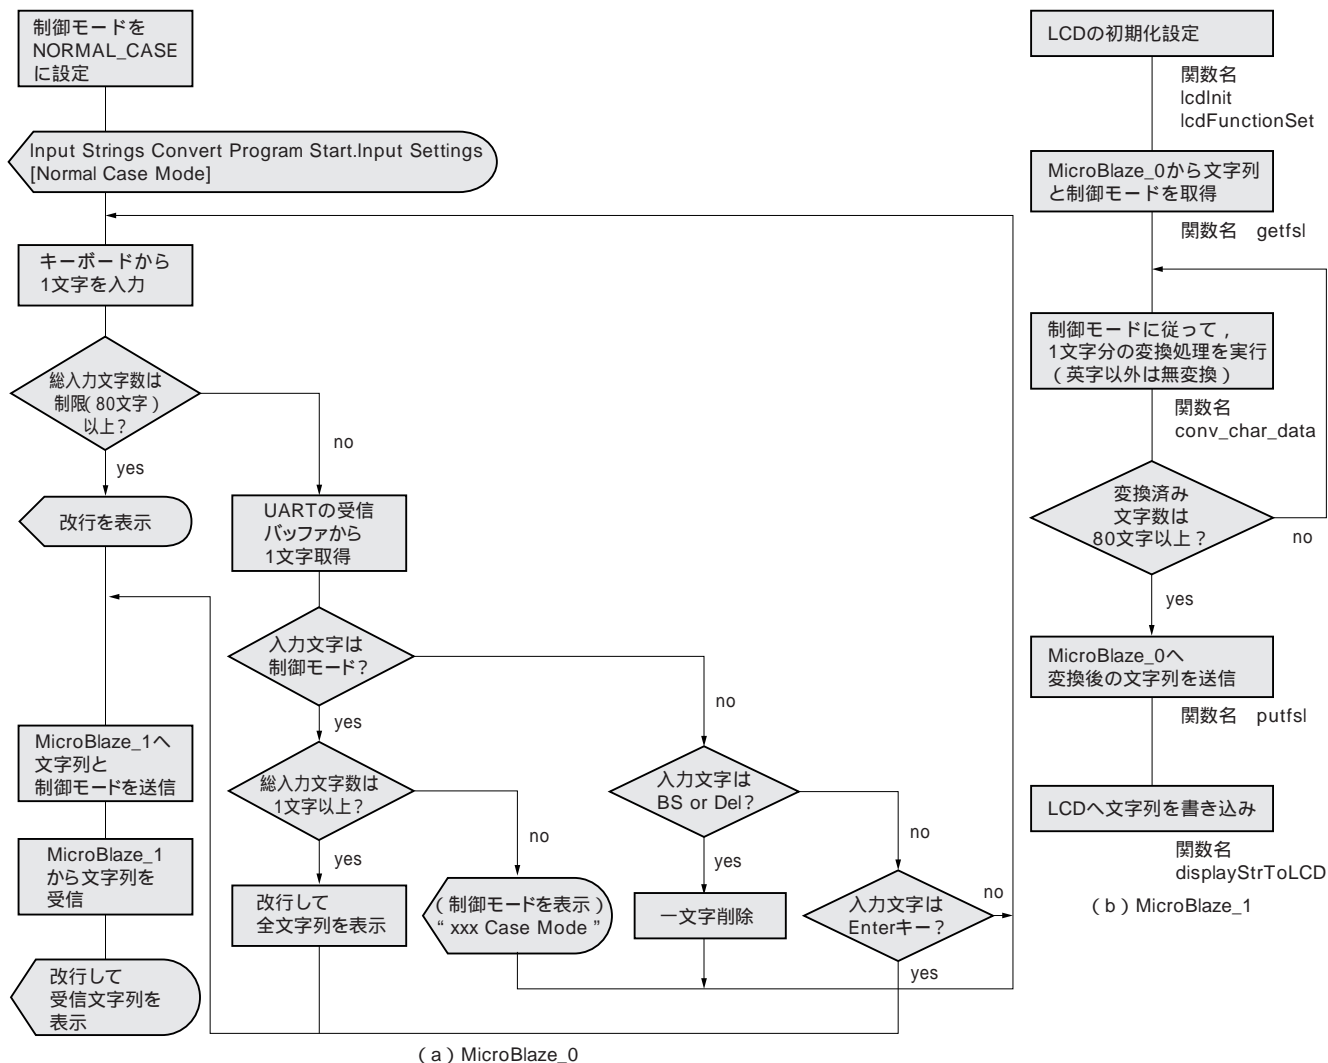 制御モードを
NORMAL_CASE
に設定
Input Strings Convert Program Start.Input Settings
[Normal Case Mode]
キーボードから
1文字を入力
総入力文字数は
制限(80文字)
以上?
no
yes
改行を表示
UARTの受信
バッファから
1文字取得
入力文字は
制御モード?
no
yes
MicroBlaze_1へ
文字列と
制御モードを送信
総入力文字数は
1文字以上?
no
yes
入力文字は
BS or Del?
no
yes
MicroBlaze_1
から文字列を
受信
改行して
全文字列を表示
(制御モードを表示)
“ xxx Case Mode ”
一文字削除
入力文字は
Enterキー?
no
yes
改行して
受信文字列を
表示
(a)MicroBlaze_0
LCDの初期化設定
関数名
lcdInit
lcdFunctionSet
MicroBlaze_0から文字列
と制御モードを取得
関数名 getfsl
制御モードに従って,
1文字分の変換処理を実行
(英字以外は無変換)
関数名
conv_char_data
変換済み
文字数は
80文字以上?
no
yes
MicroBlaze_0へ
変換後の文字列を送信
関数名 putfsl
LCDへ文字列を書き込み
関数名
displayStrToLCD
(b)MicroBlaze_1